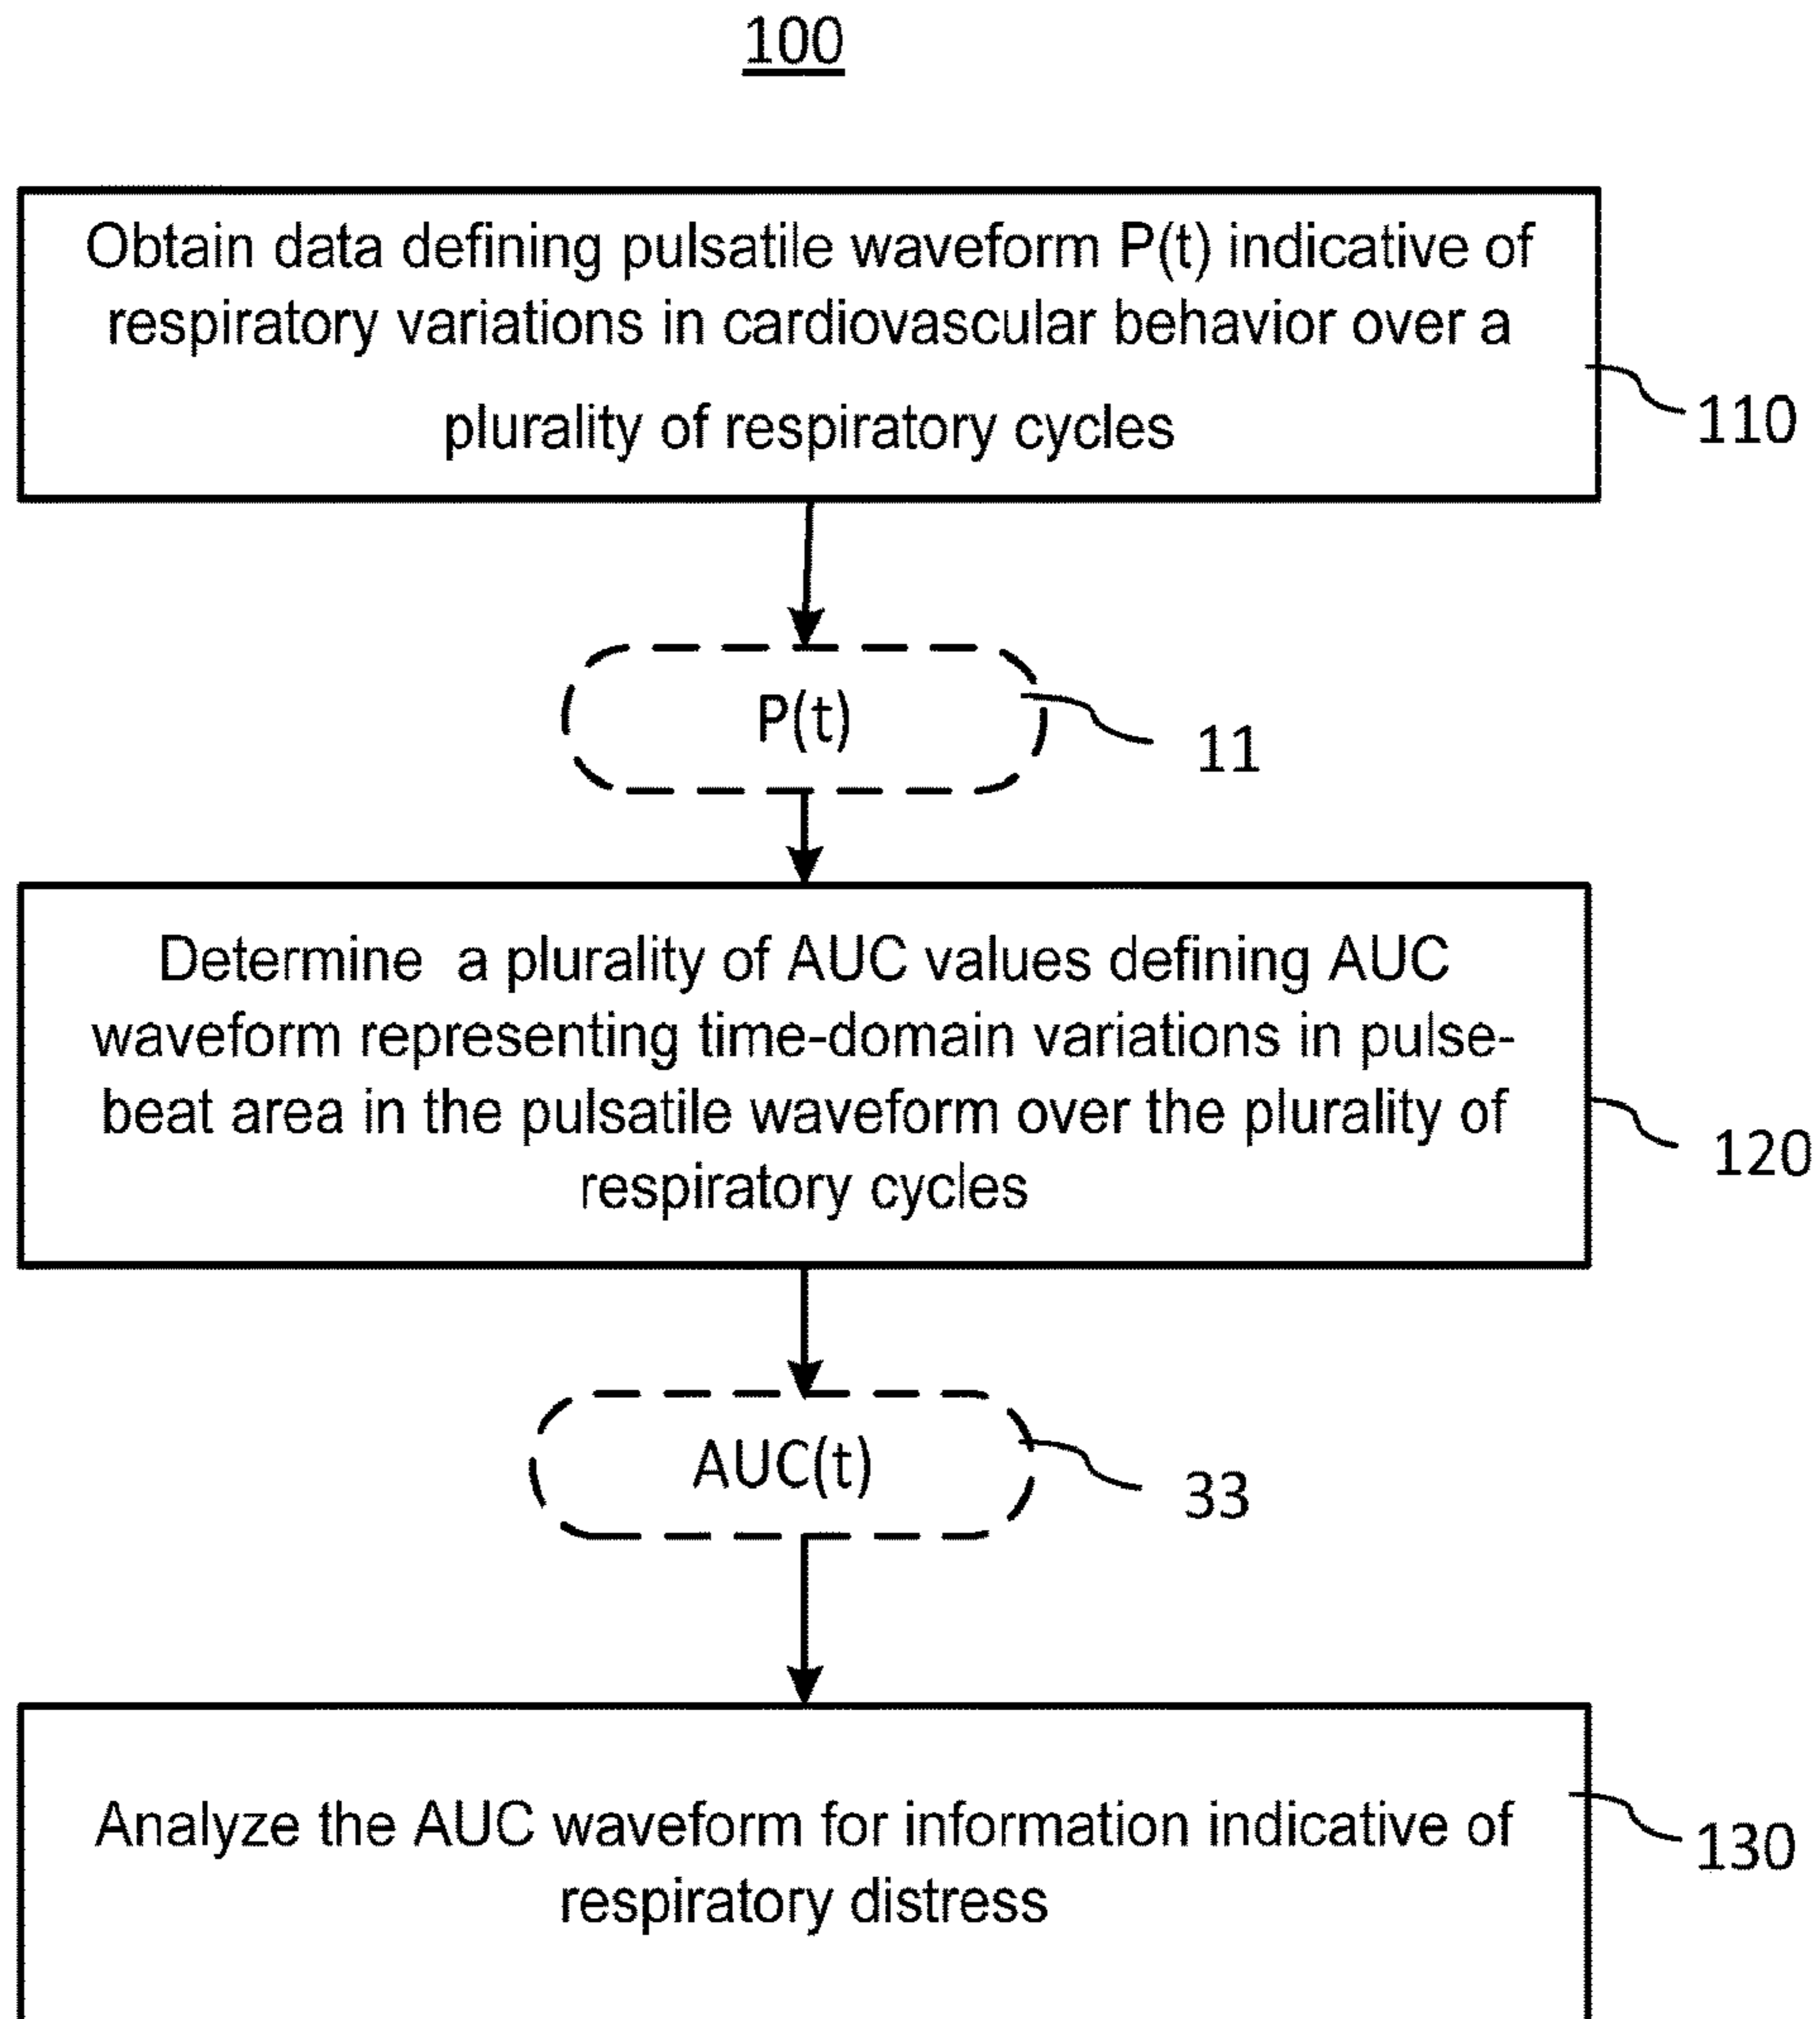 100
Obtain data defining pulsatile waveform P(t) indicative of
respiratory variations in cardiovascular behavior over a
plurality of respiratory cycles
110
P(t)
11
Determine a plurality of AUC values defining AUC
waveform representing time-domain variations in pulse-
beat area in the pulsatile waveform over the plurality of
respiratory cycles
120
AUC(t)
33
Analyze the AUC waveform for information indicative of
respiratory distress
130